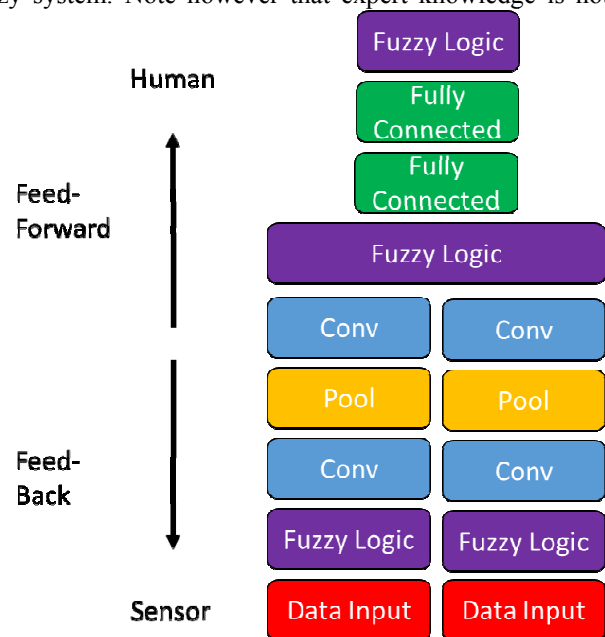 zy system. Note however that expert knowledge is not
Fuzzy Logic
Human
Fully
Connected
Fully
Connected
Feed-
Forward
Fuzzy Logic
Conv Conv
Pool Pool
Feed-
Back
Conv Conv
Fuzzy Logic Fuzzy Logic
Sensor
Data Input Data Input